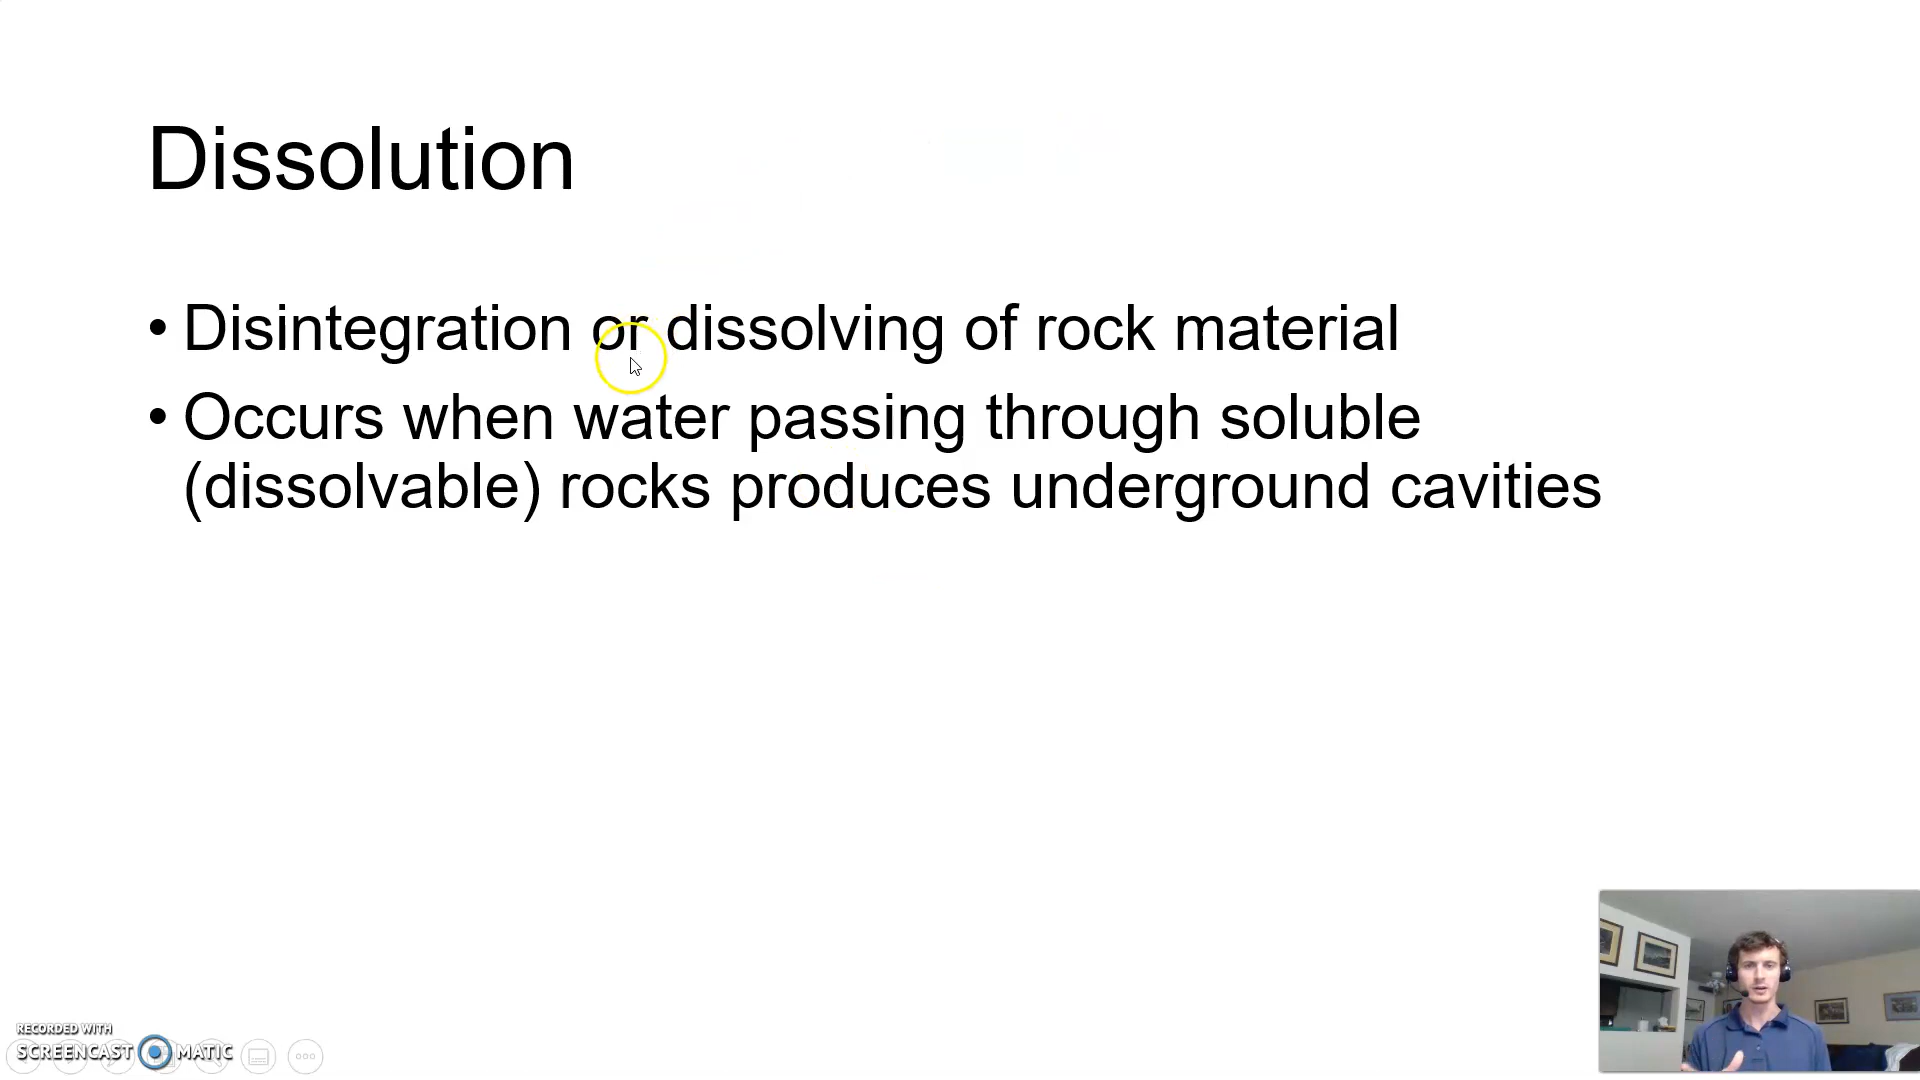 Dissolution
• Disintegration or dissolving of rock material
• Occurs when water passing through soluble
(dissolvable) rocks produces underground cavities
RECORDED WITH
SCREENCAST MATIC